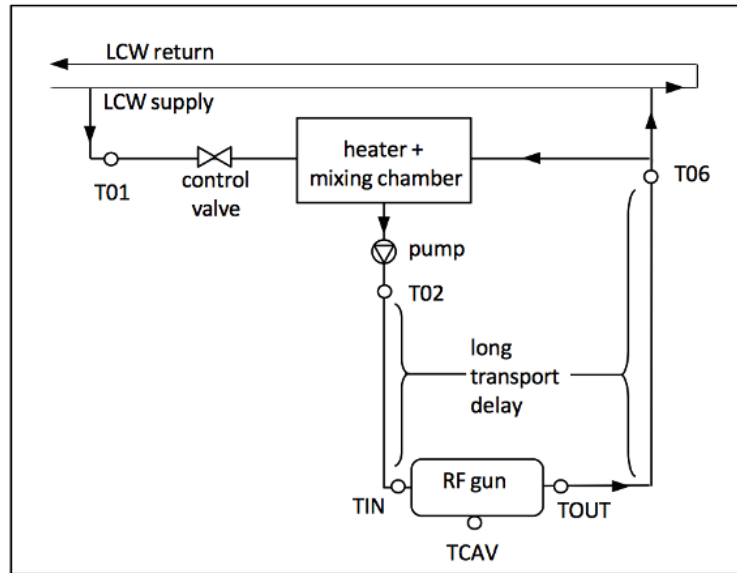 LCW return
LCW supply
heater +
mixing chamber
T01
control
valve
T06
pump
T02
long
transport
delay
RF gun
TIN
TOUT
TCAV